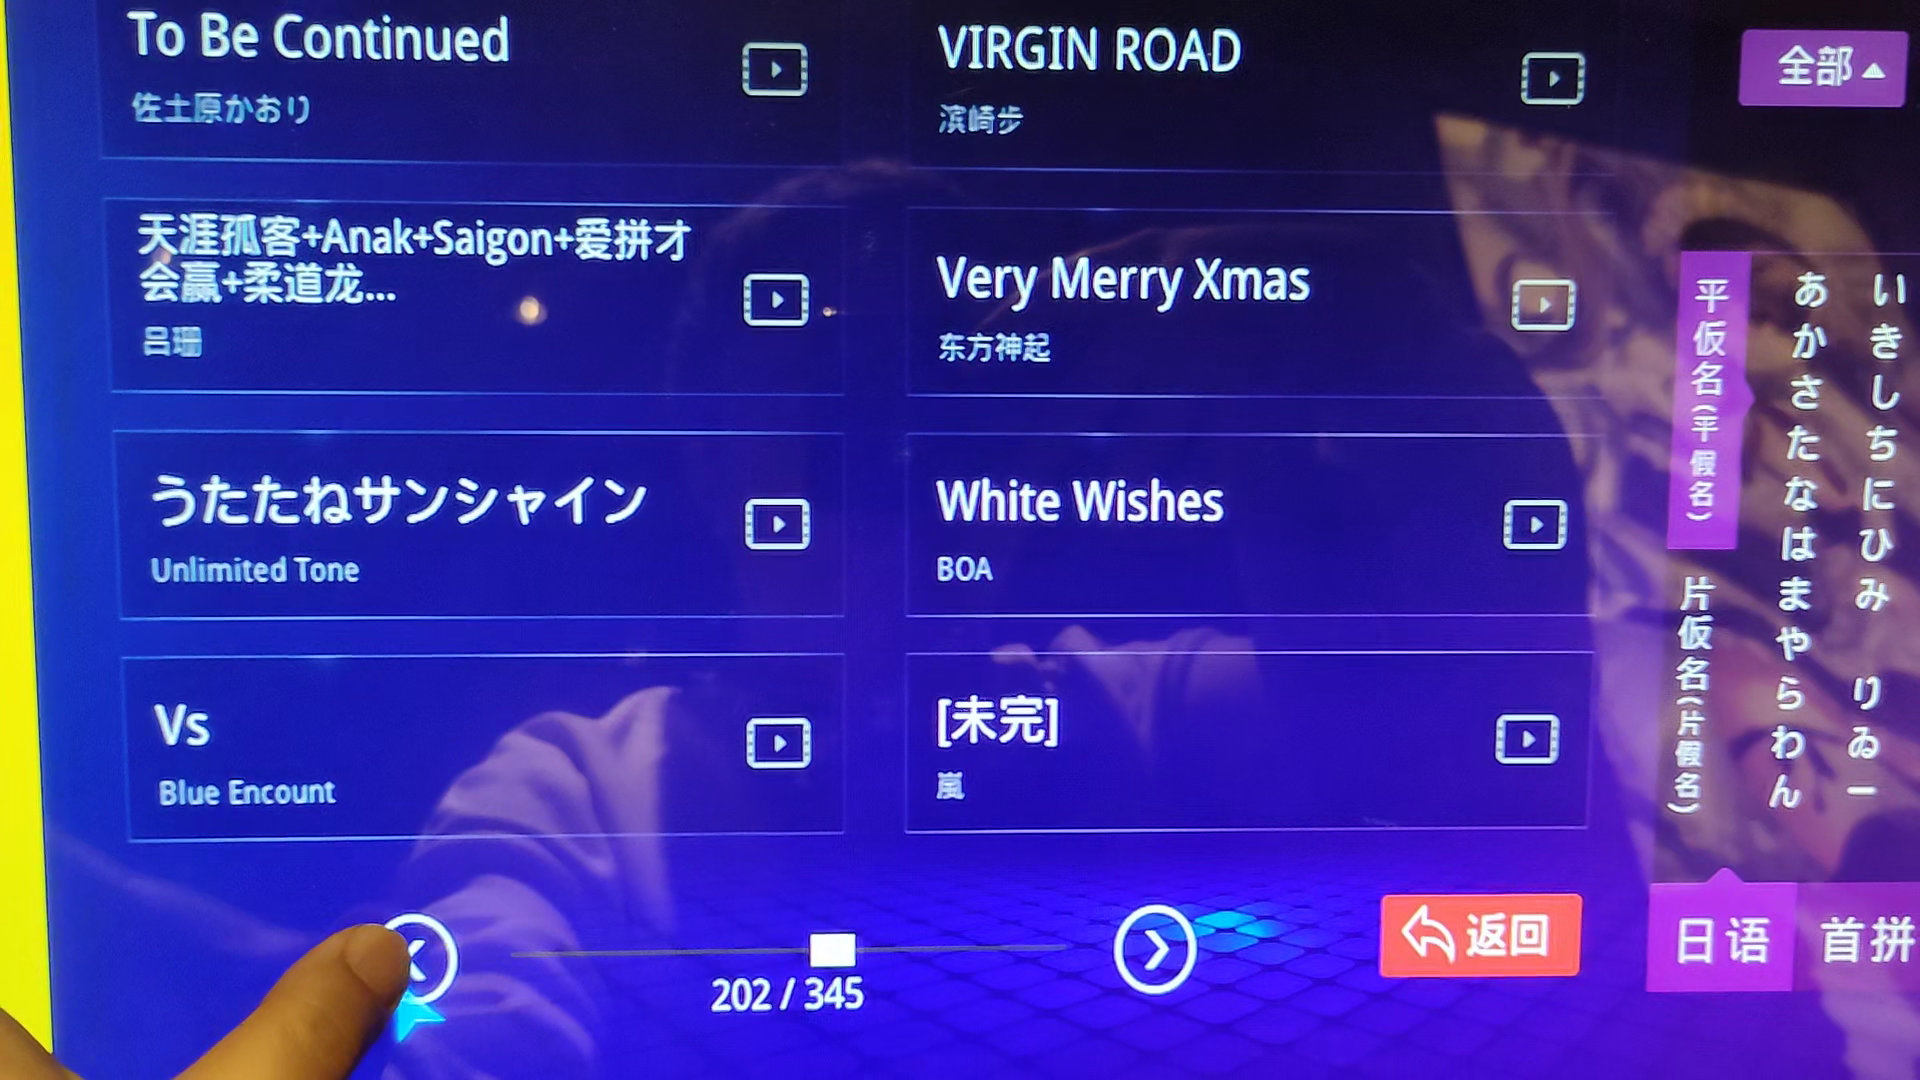 To Be Continued
佐土原かおり
VIRGIN ROAD
滨崎步
天涯孤客+Anak+Saigon+爱拼才
会赢+柔道龙...
吕珊
Very Merry Xmas
东方神起
うたたねサンシャイン
Unlimited Tone
White Wishes
BOA
Vs
Blue Encount
[未完]
嵐
202 / 345
返回
全部
平仮名(平假名)
片仮名(片假名)
あかさたなはまやらわん
いきしちにひみ りゐー
日语
首拼